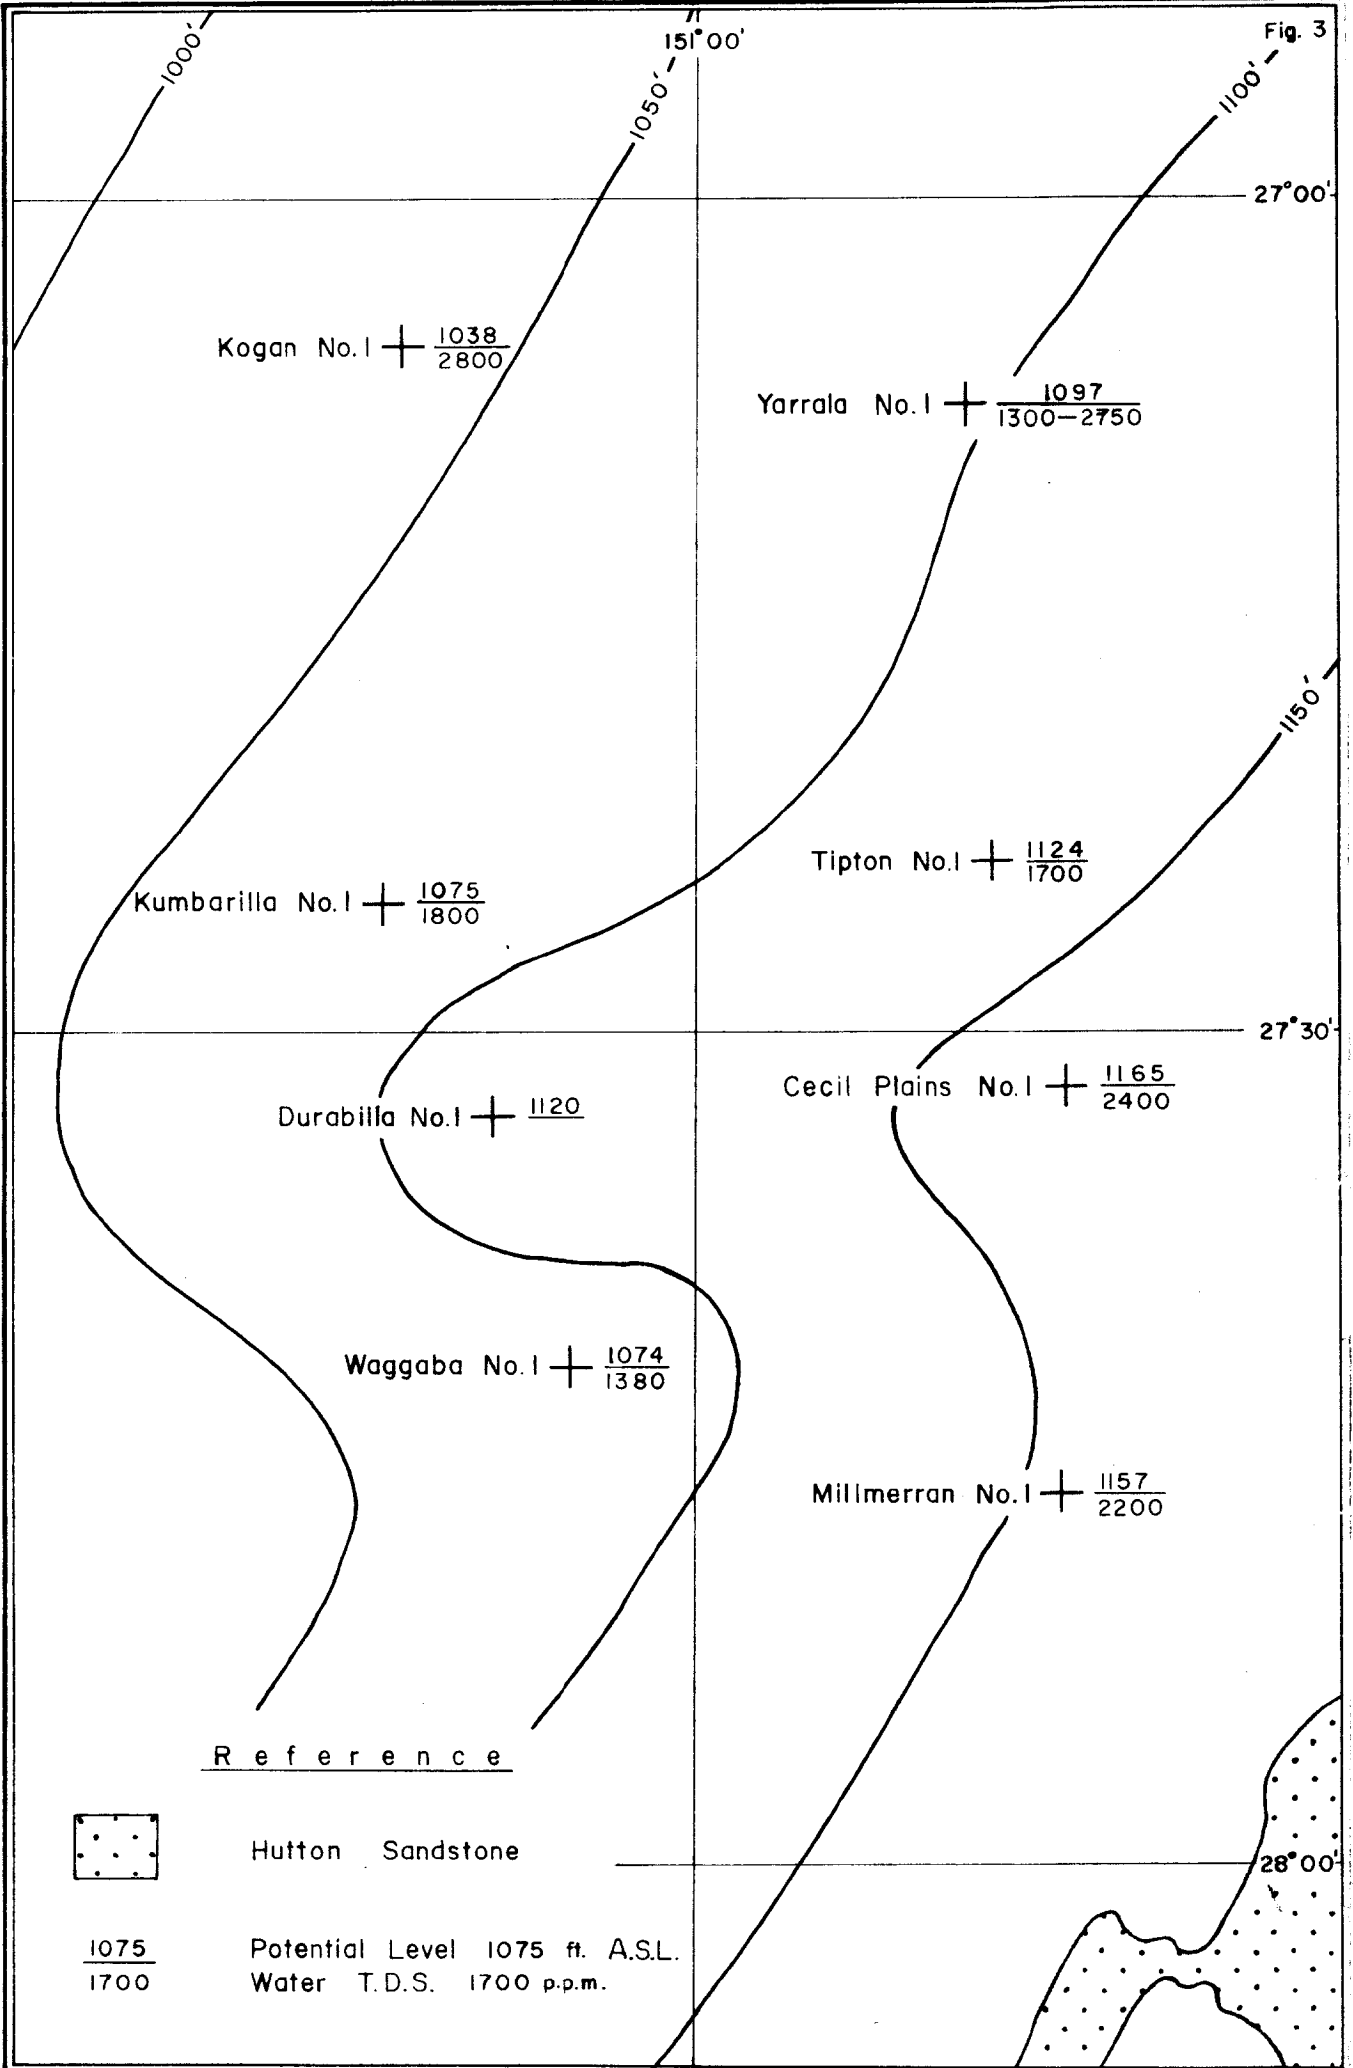 Fig. 3
1000'
151°00'
1050'
1100'
27°00'
Kogan No.1 1038
2800
Yarrala No.1 1097
1300-2750
1150'
Tipton No.1 1124
1700
Kumbarilla No.1 1075
1800
27°30'
Cecil Plains No.1 1165
2400
Durabilla No.1 1120
Waggaba No.1 1074
1380
Millmerran No.1 1157
2200
Reference
Hutton Sandstone
28°00'
1075
1700
Potential Level 1075 ft. A.S.L.
Water T.D.S. 1700 p.p.m.